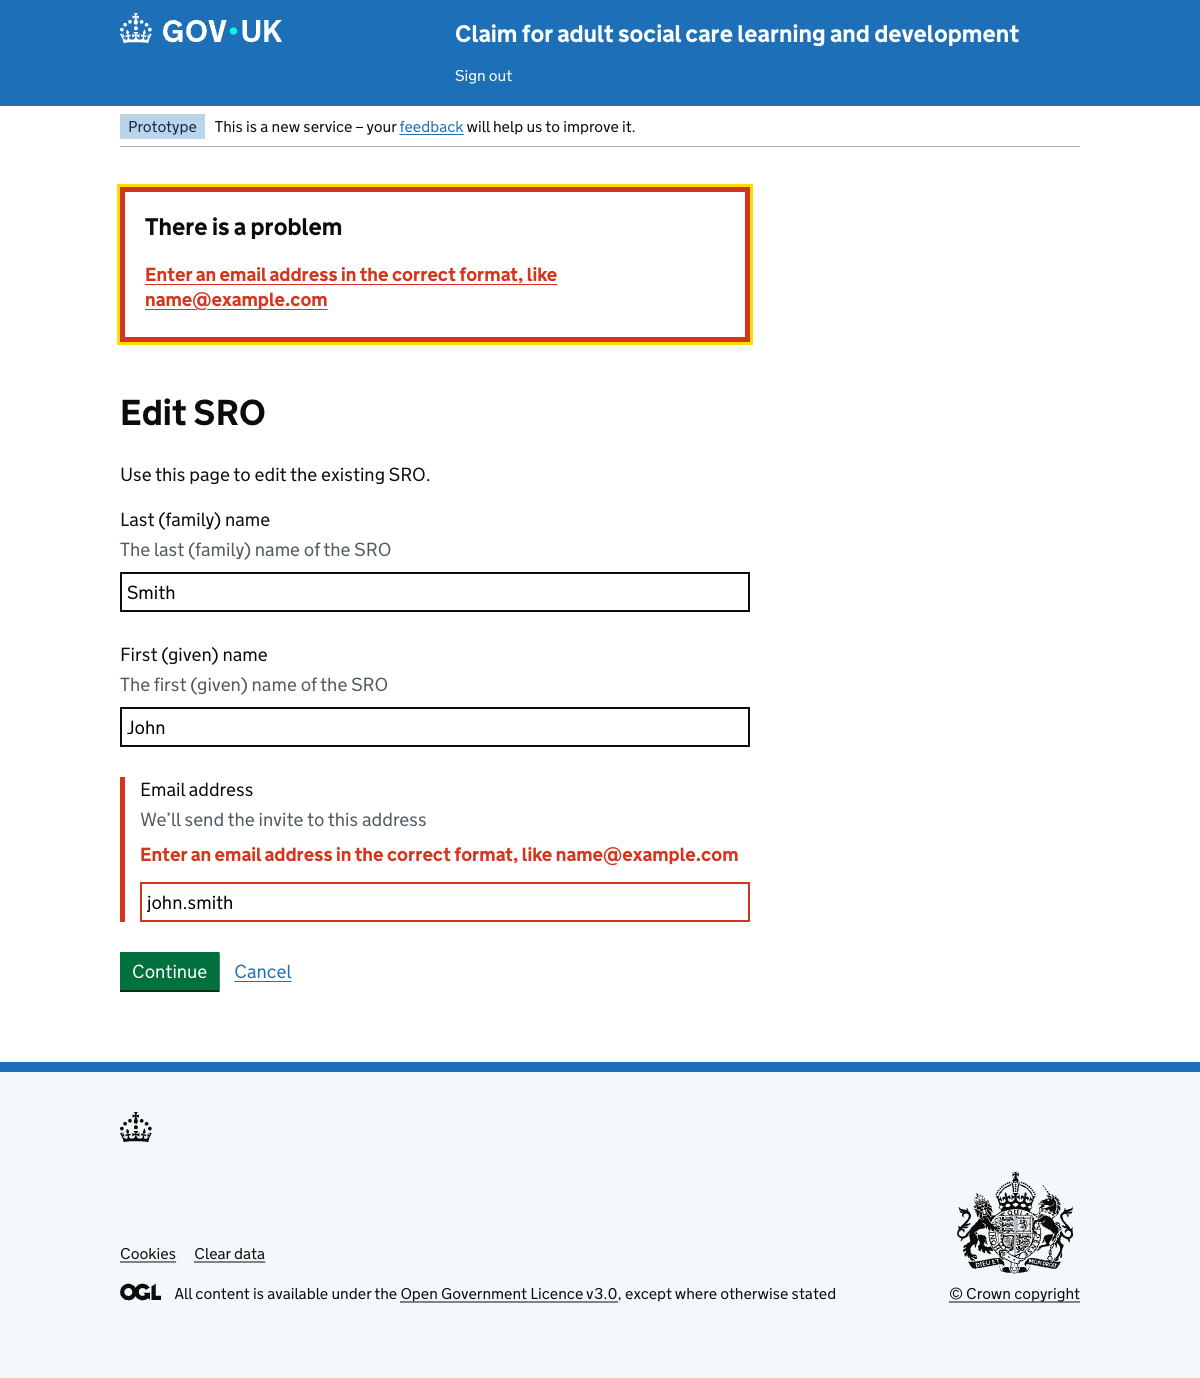 GOV·UK
Claim for adult social care learning and development
Sign out
Prototype This is a new service – your feedback will help us to improve it.
There is a problem
Enter an email address in the correct format, like
name@example.com
Edit SRO
Use this page to edit the existing SRO.
Last (family) name
The last (family) name of the SRO
Smith
First (given) name
The first (given) name of the SRO
John
Email address
We’ll send the invite to this address
Enter an email address in the correct format, like name@example.com
john.smith
Continue Cancel
Cookies Clear data
OGL All content is available under the Open Government Licence v3.0, except where otherwise stated
© Crown copyright